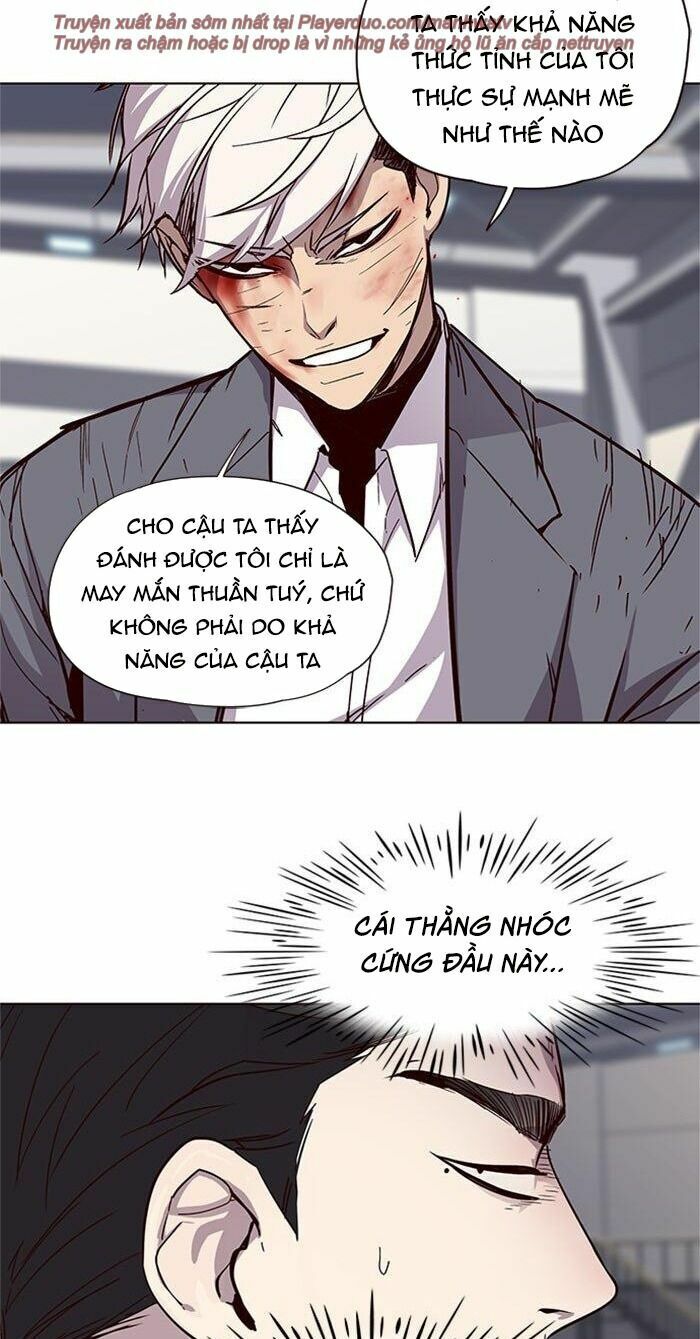 Truyện xuất bản sớm nhất tại Playerduo.com/
Truyện ra chậm hoặc bị drop là vì những kẻ ủng hộ lũ ăn cắp nettruyen
TA THẤY KHẢ NĂNG
THỨC TỈNH CỦA TÔI
THỰC SỰ MẠNH MẼ
NHƯ THẾ NÀO
CHO CẬU TA THẤY
ĐÁNH ĐƯỢC TÔI CHỈ LÀ
MAY MẮN THUẦN TUÝ, CHỨ
KHÔNG PHẢI DO KHẢ
NĂNG CỦA CẬU TA
CÁI THẰNG NHÓC
CỨNG ĐẦU NÀY...